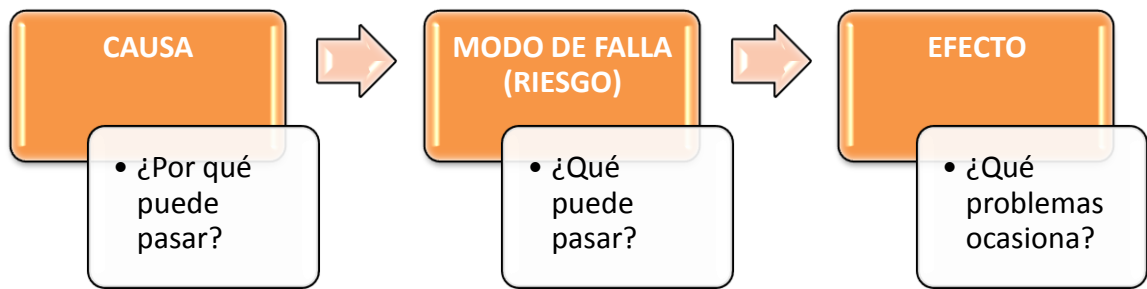 CAUSA
• ¿Por qué
puede
pasar?
MODO DE FALLA
(RIESGO)
• ¿Qué
puede
pasar?
EFECTO
• ¿Qué
problemas
ocasiona?